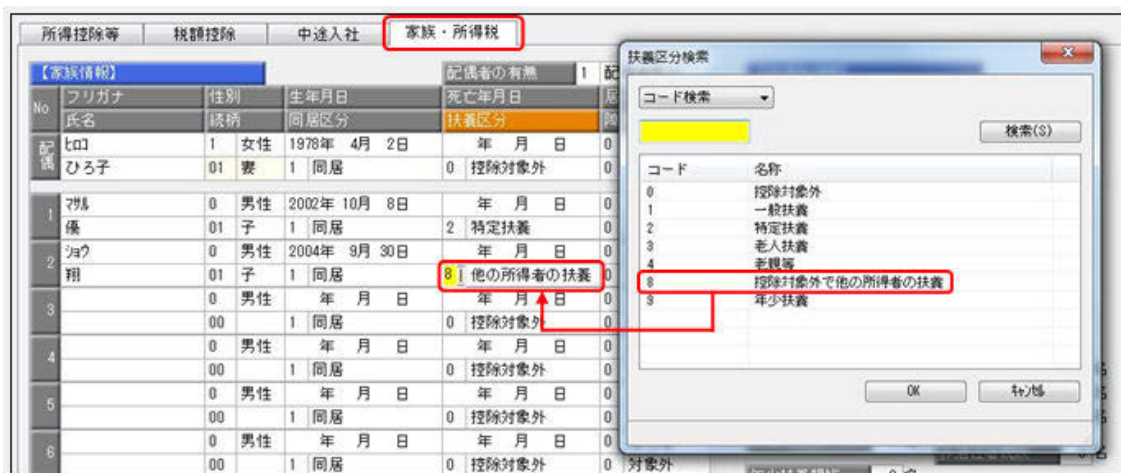 所得控除等 税額控除 中途入社 家族・所得税
【家族情報】 配偶者の有無 1 配
No フリガナ 性別 生年月日 死亡年月日
氏名 続柄 同居区分 扶養区分
配偶 ヒロコ 1 女性 1978年 4月 2日 年 月 日 0
ひろ子 01 妻 1 同居 0 控除対象外 0
1 マサル 0 男性 2002年 10月 8日 年 月 日 0
優 01 子 1 同居 2 特定扶養 0
2 ショウ 0 男性 2004年 9月 30日 年 月 日 0
翔 01 子 1 同居 8 他の所得者の扶養 0
3 0 男性 年 月 日 年 月 日 0
00 1 同居 0 控除対象外 0
4 0 男性 年 月 日 年 月 日 0
00 1 同居 0 控除対象外 0
5 0 男性 年 月 日 年 月 日 0
00 1 同居 0 控除対象外 0
6 0 男性 年 月 日 年 月 日 0
00 1 同居 0 控除対象外 0 対象外
扶養区分検索
コード検索
検索(S)
コード 名称
0 控除対象外
1 一般扶養
2 特定扶養
3 老人扶養
4 老親等
8 控除対象外で他の所得者の扶養
9 年少扶養
OK キャンセル